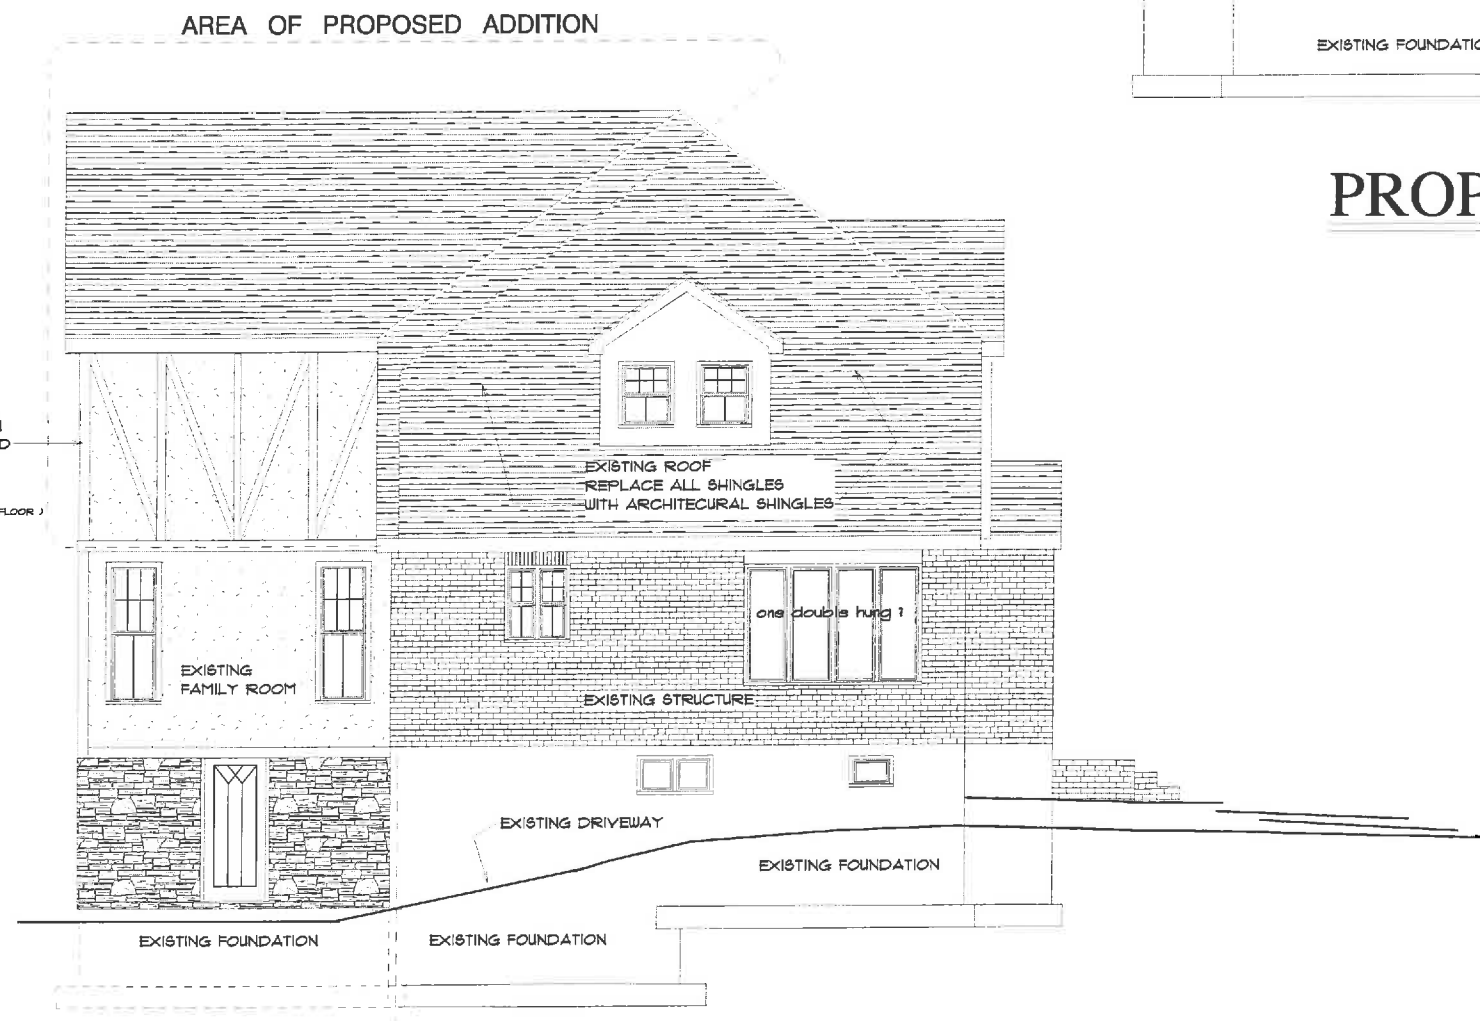 AREA OF PROPOSED ADDITION
EXISTING FOUNDATIO
PROP
D
FLOOR )
EXISTING ROOF
REPLACE ALL SHINGLES
WITH ARCHITECURAL SHINGLES
one double hung ?
EXISTING
FAMILY ROOM
EXISTING STRUCTURE
EXISTING DRIVEWAY
EXISTING FOUNDATION
EXISTING FOUNDATION
EXISTING FOUNDATION